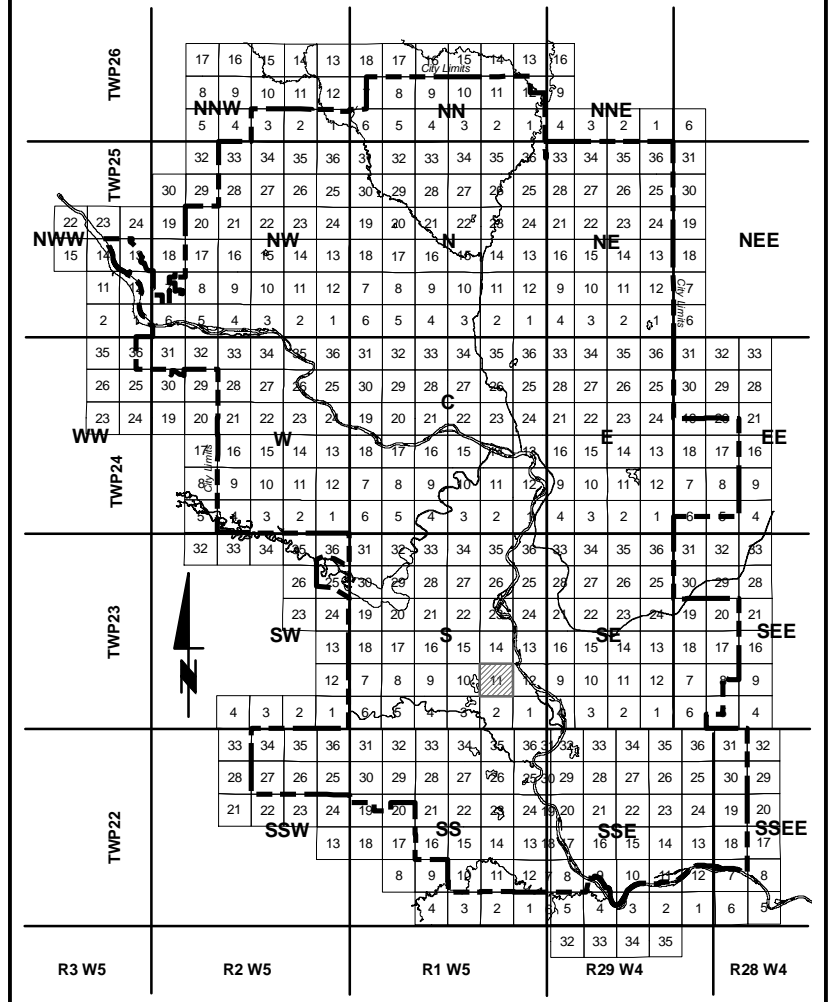 TWP26
17 16 15 14 13 18 17 16 15 14 13 16
City Limits
8 9 10 11 12 8 9 10 11 12 9
NNW NN NNE
5 4 3 2 1 6 5 4 3 2 1 4 3 2 1 6
TWP25
32 33 34 35 36 31 32 33 34 35 36 33 34 35 36 31
30 29 28 27 26 25 30 29 28 27 26 25 28 27 26 25 30
22 23 24 19 20 21 22 23 24 19 20 21 22 23 24 21 22 23 24 19
NWW NW N NE NEE
15 14 13 18 17 16 15 14 13 18 17 16 15 14 13 16 15 14 13 18
11 12 8 9 10 11 12 7 8 9 10 11 12 9 10 11 12 7
City Limits
2 1 6 5 4 3 2 1 6 5 4 3 2 1 4 3 2 1 6
35 36 31 32 33 34 35 36 31 32 33 34 35 36 33 34 35 36 31 32 33
26 25 30 29 28 27 26 25 30 29 28 27 26 25 28 27 26 25 30 29 28
C
23 24 19 20 21 22 23 24 19 20 21 22 23 24 21 22 23 24 19 20 21
WW W E EE
TWP24
17 16 15 14 13 18 17 16 15 14 13 16 15 14 13 18 17 16
City Limits
8 9 10 11 12 7 8 9 10 11 12 9 10 11 12 7 8 9
5 4 3 2 1 6 5 4 3 2 1 4 3 2 1 6 5 4
32 33 34 35 36 31 32 33 34 35 36 33 34 35 36 31 32 33
26 25 30 29 28 27 26 25 28 27 26 25 30 29 28
TWP23
23 24 19 20 21 22 23 24 21 22 23 24 19 20 21
SW S SE SEE
13 18 17 16 15 14 13 16 15 14 13 18 17 16
12 7 8 9 10 11 12 9 10 11 12 7 8 9
N
4 3 2 1 6 5 4 3 2 1 4 3 2 1 6 4
33 34 35 36 31 32 33 34 35 36 31 32 33 34 35 36 31 32
28 27 26 25 30 29 28 27 26 25 30 29 28 27 26 25 30 29
TWP22
21 22 23 24 19 20 21 22 23 24 19 20 21 22 23 24 19 20
SSW SS SSE SSEE
13 18 17 16 15 14 13 18 17 16 15 14 13 18 17
8 9 10 11 12 7 8 9 10 11 12 7 8
4 3 2 1 6 5 4 3 2 1 6 5
32 33 34 35
R3 W5 R2 W5 R1 W5 R29 W4 R28 W4